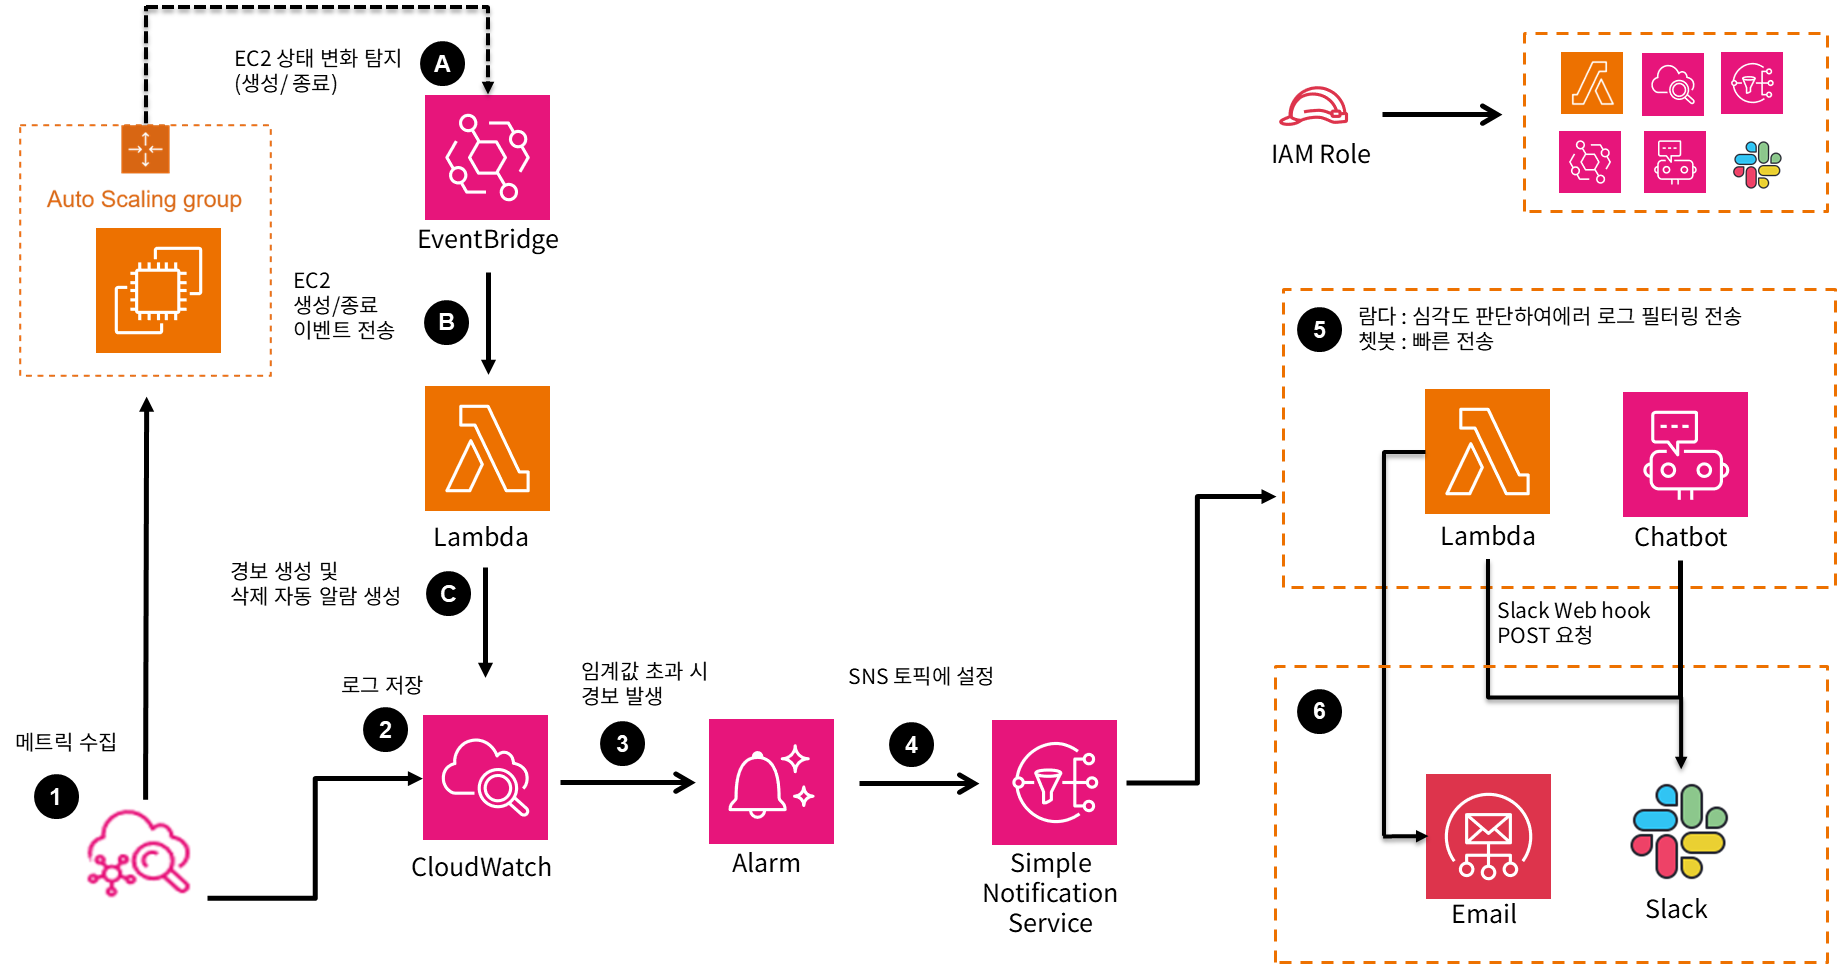 EC2 상태 변화 탐지
(생성/ 종료)
A
Auto Scaling group
EventBridge
IAM Role
EC2
생성/종료
이벤트 전송
B
Lambda
경보 생성 및
삭제 자동 알람 생성
C
메트릭 수집
1
로그 저장
2
CloudWatch
임계값 초과 시
경보 발생
3
Alarm
SNS 토픽에 설정
4
Simple
Notification
Service
5
람다 : 심각도 판단하여에러 로그 필터링 전송
쳇봇 : 빠른 전송
Lambda
Chatbot
Slack Web hook
POST 요청
6
Email
Slack